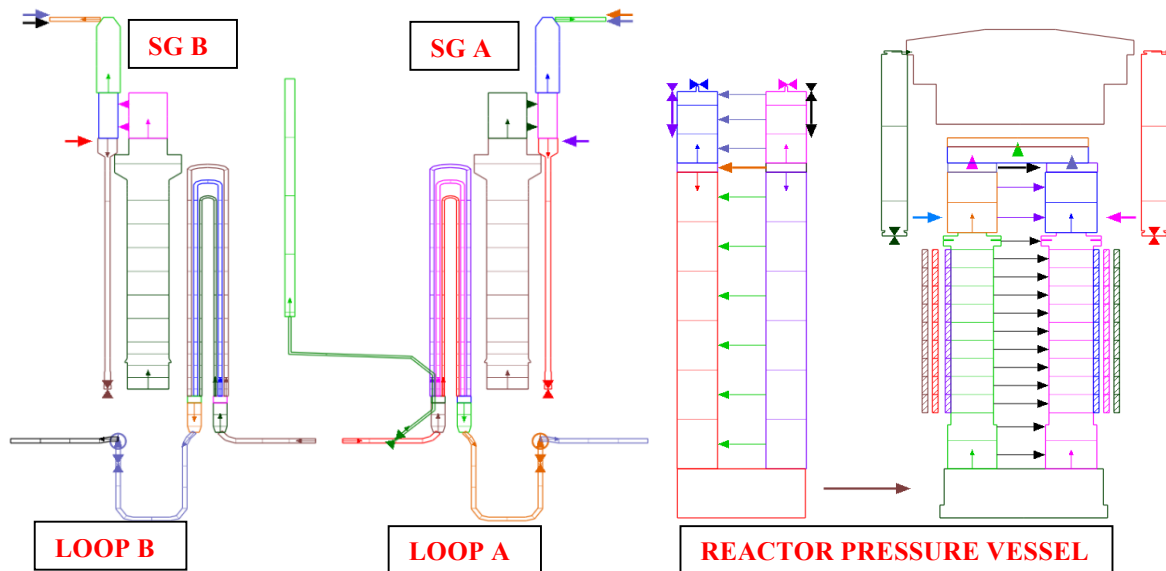 SG B
SG A
LOOP B
LOOP A
REACTOR PRESSURE VESSEL